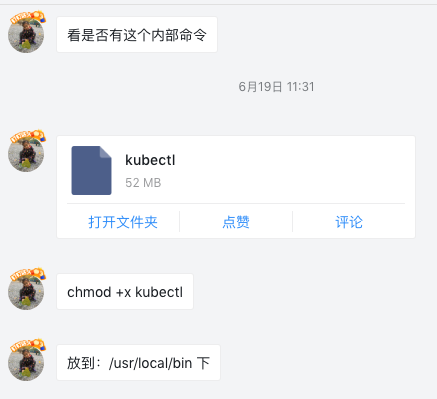 看是否有这个内部命令
6月19日 11:31
kubectl
52 MB
打开文件夹
点赞
评论
chmod +x kubectl
放到：/usr/local/bin 下